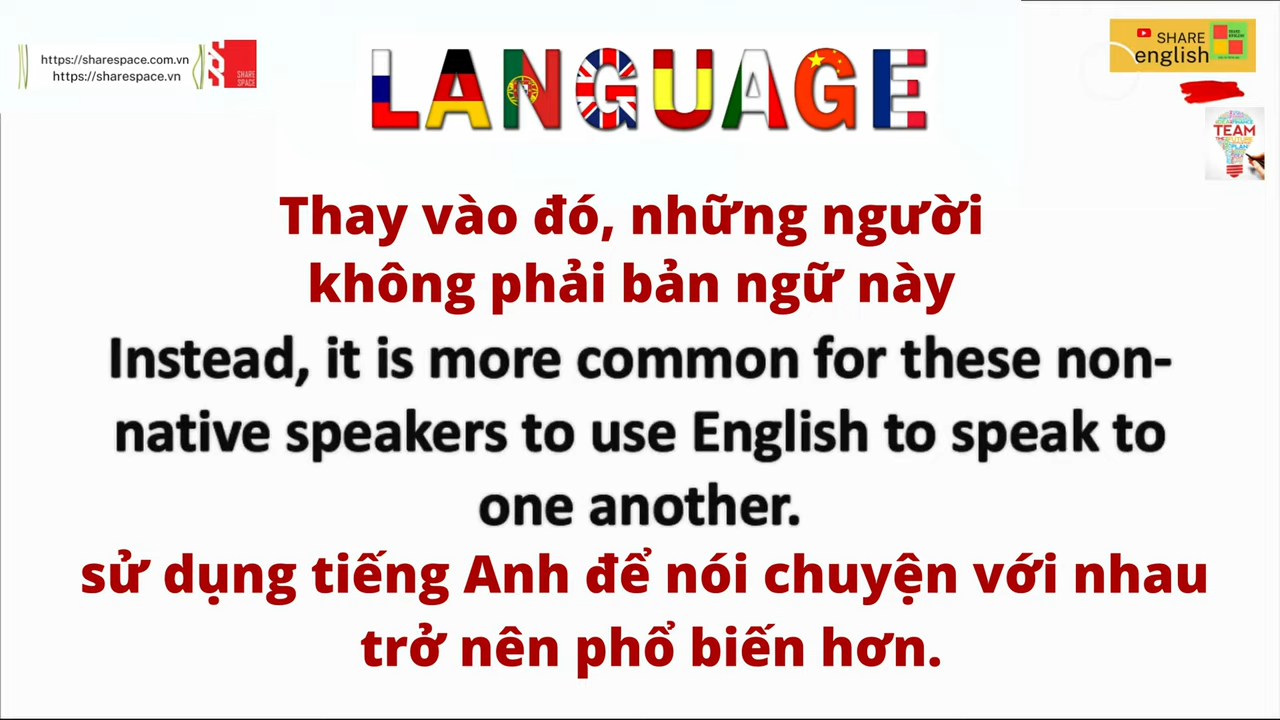 https://sharespace.com.vn
https://sharespace.vn
SHARE
SPACE
LANGUAGE
SHARE
english
TEAM
Thay vào đó, những người
không phải bản ngữ này
Instead, it is more common for these non-
native speakers to use English to speak to
one another.
sử dụng tiếng Anh để nói chuyện với nhau
trở nên phổ biến hơn.